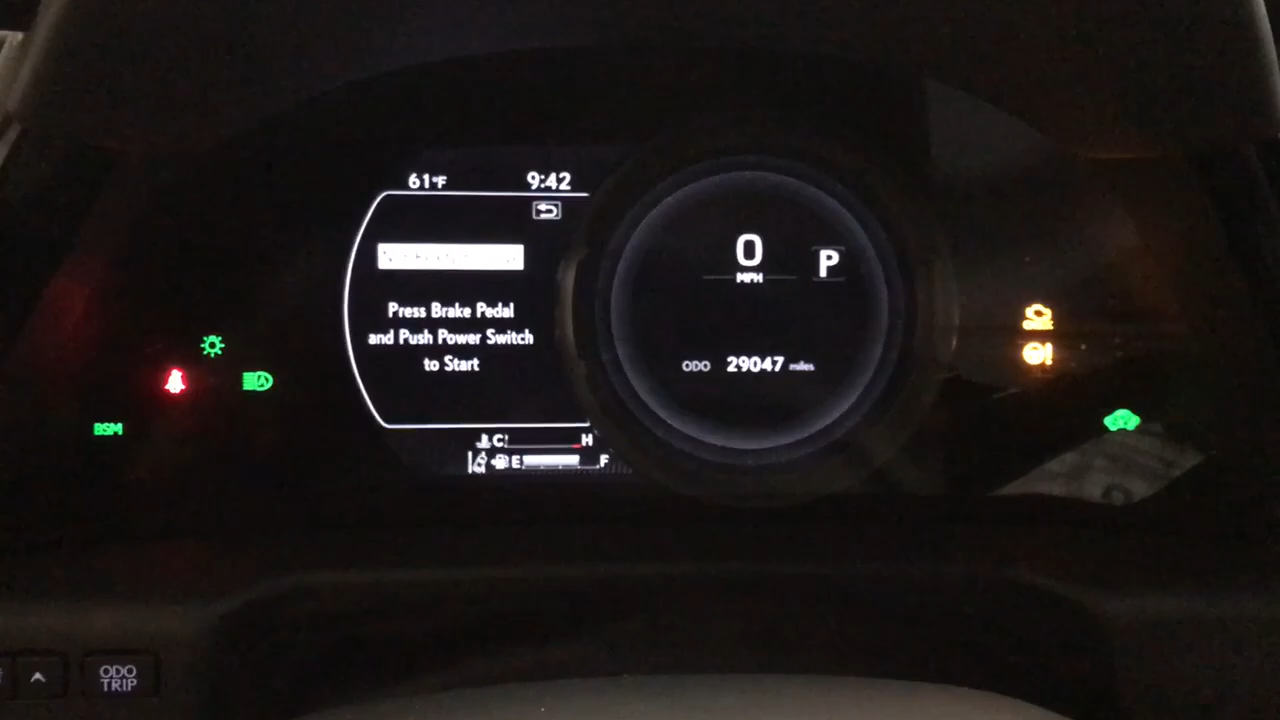 61°F 9:42
0
MPH
P
Press Brake Pedal
and Push Power Switch
to Start
ODO 29047 miles
BSM
C H
E F
ODO
TRIP